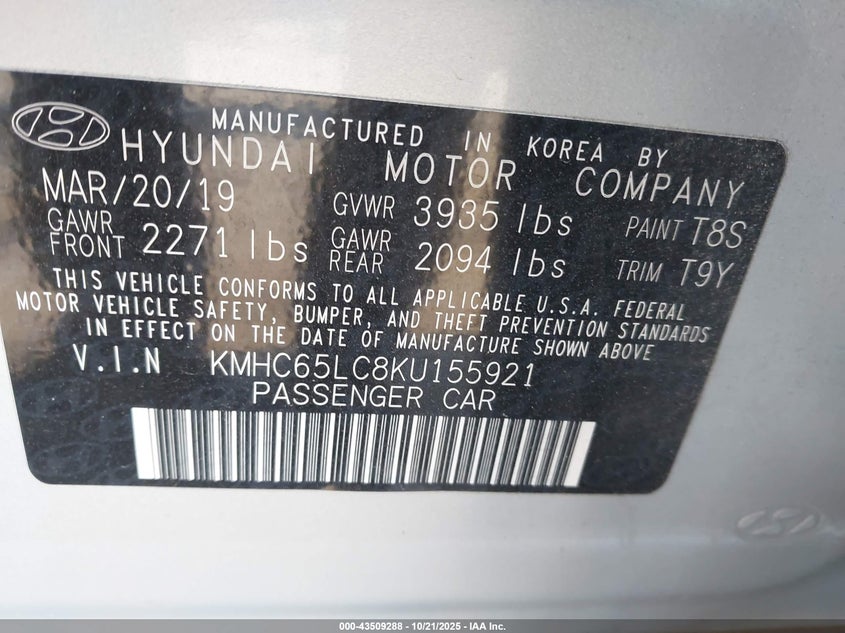 MANUFACTURED IN KOREA BY
HYUNDAI MOTOR COMPANY
MAR/20/19 GVWR 3935 lbs PAINT T8S
GAWR FRONT 2271 lbs GAWR REAR 2094 lbs TRIM T9Y
THIS VEHICLE CONFORMS TO ALL APPLICABLE U.S.A. FEDERAL
MOTOR VEHICLE SAFETY, BUMPER, AND THEFT PREVENTION STANDARDS
IN EFFECT ON THE DATE OF MANUFACTURE SHOWN ABOVE
V.I.N KMHC65LC8KU155921
PASSENGER CAR
000-43509288 - 10/21/2025 - IAA Inc.